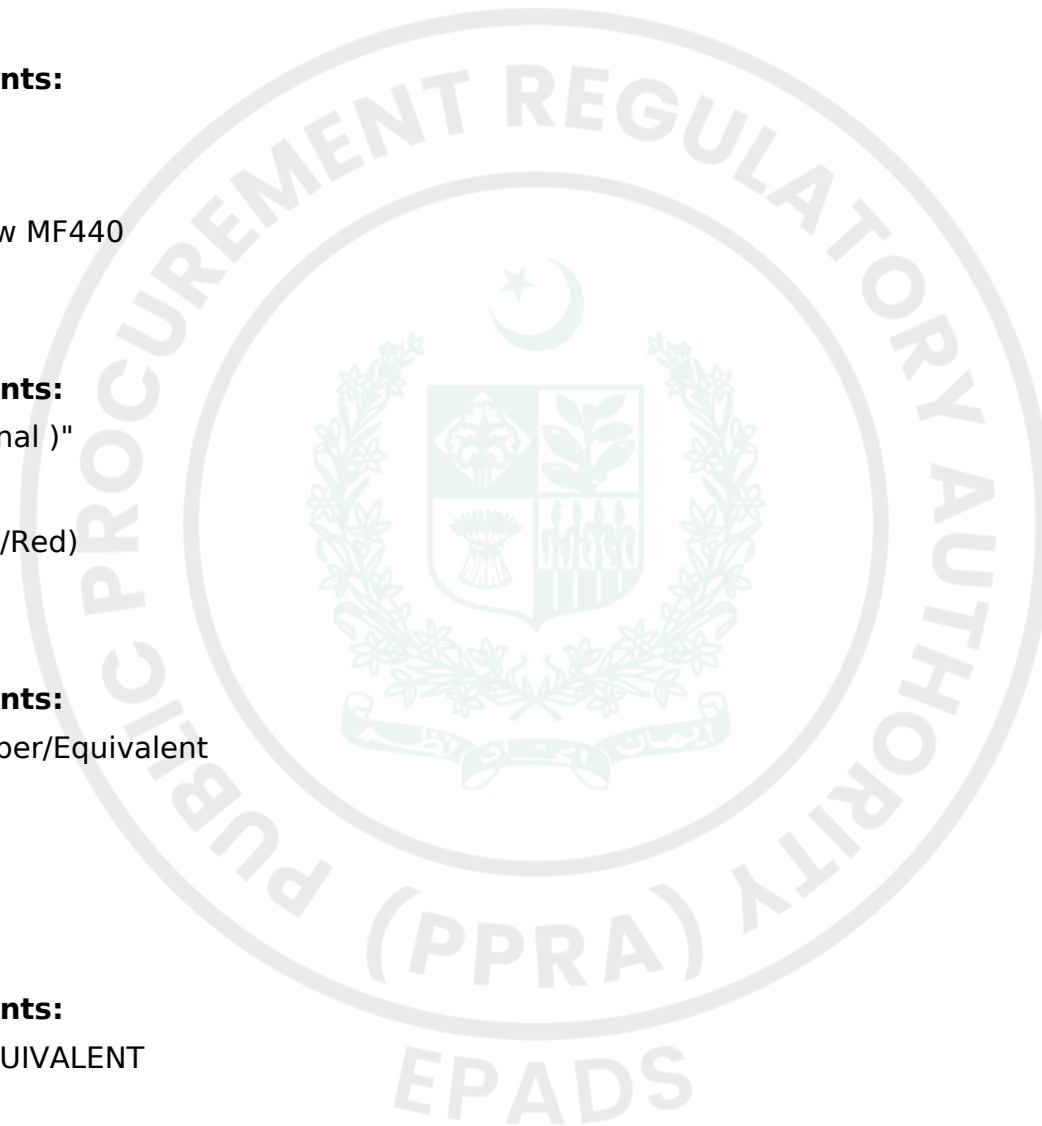 nts:
w MF440
nts:
nal )"
/Red)
nts:
per/Equivalent
nts:
UIVALENT
PUBLIC PROCUREMENT REGULATORY AUTHORITY
(PPRA)
EPADS